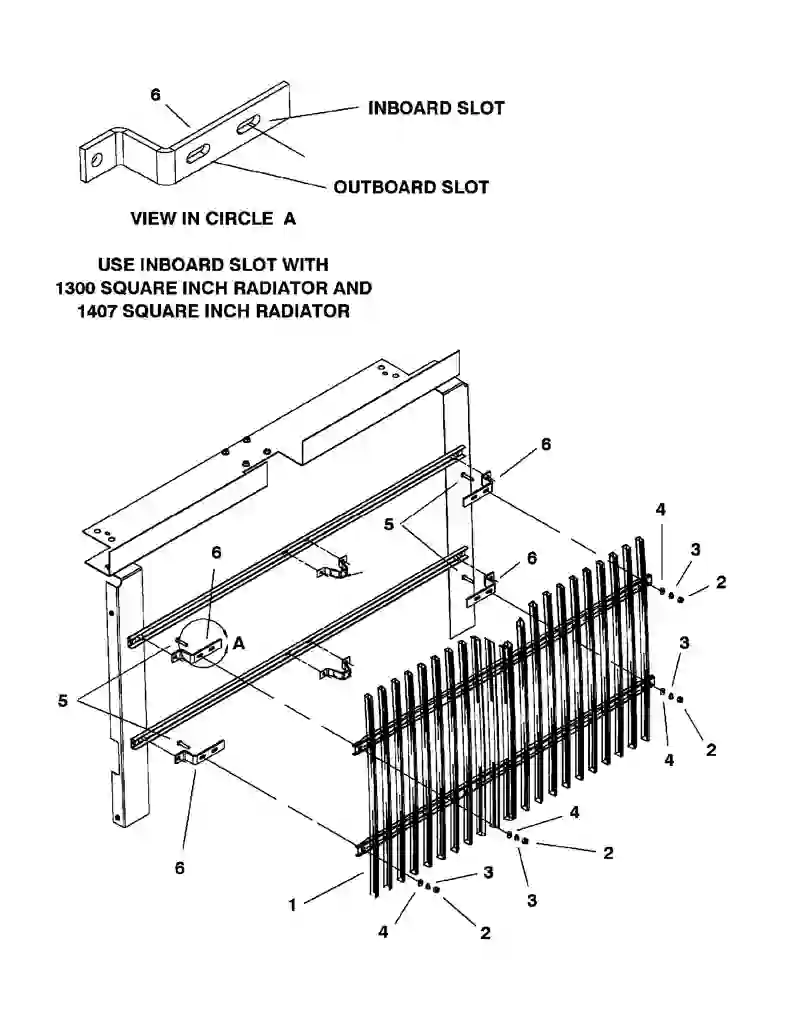 6
INBOARD SLOT
OUTBOARD SLOT
VIEW IN CIRCLE A
USE INBOARD SLOT WITH
1300 SQUARE INCH RADIATOR AND
1407 SQUARE INCH RADIATOR
6
5
4
3
2
6
6
A
3
5
4
2
4
6
2
3
1
3
4
2